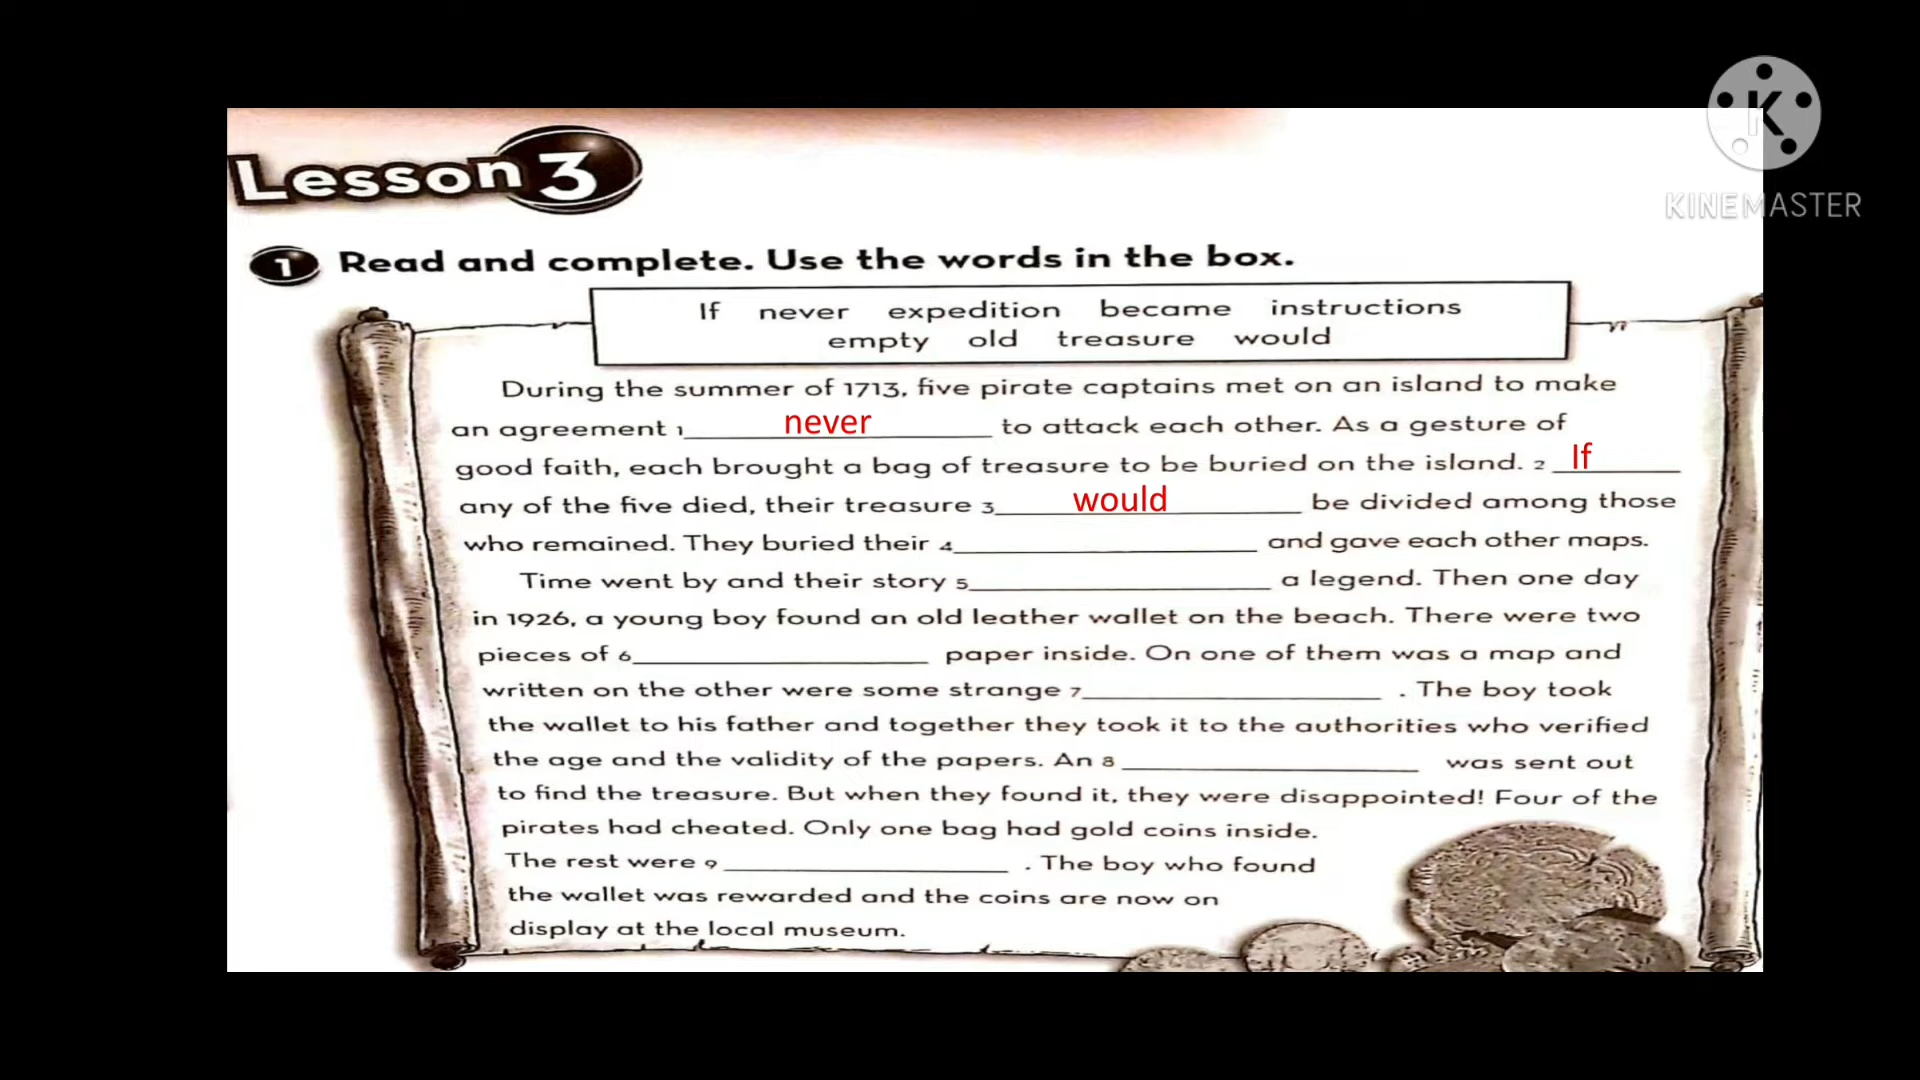 K
KINEMASTER
Lesson 3
1 Read and complete. Use the words in the box.
If never expedition became instructions
empty old treasure would
During the summer of 1713, five pirate captains met on an island to make
an agreement 1 never to attack each other. As a gesture of
good faith, each brought a bag of treasure to be buried on the island. 2 If
any of the five died, their treasure 3 would be divided among those
who remained. They buried their 4 and gave each other maps.
Time went by and their story 5 a legend. Then one day
in 1926, a young boy found an old leather wallet on the beach. There were two
pieces of 6 paper inside. On one of them was a map and
written on the other were some strange 7 . The boy took
the wallet to his father and together they took it to the authorities who verified
the age and the validity of the papers. An 8 was sent out
to find the treasure. But when they found it, they were disappointed! Four of the
pirates had cheated. Only one bag had gold coins inside.
The rest were 9 . The boy who found
the wallet was rewarded and the coins are now on
display at the local museum.